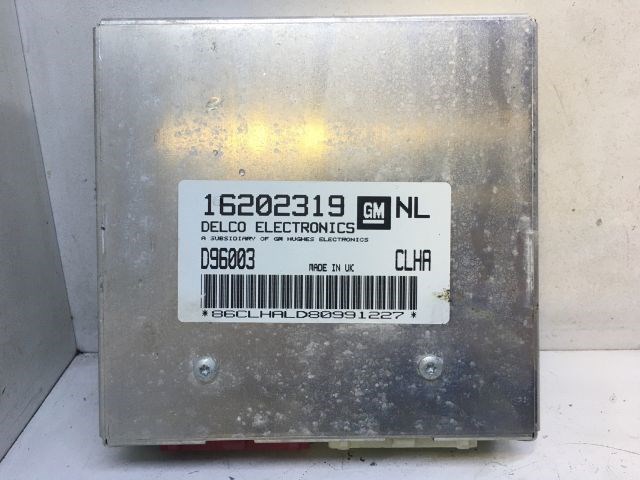 16202319 GM NL
DELCO ELECTRONICS
A SUBSIDIARY OF GM HUGHES ELECTRONICS
D96003 MADE IN UK CLHA
*86CLHALD80991227*